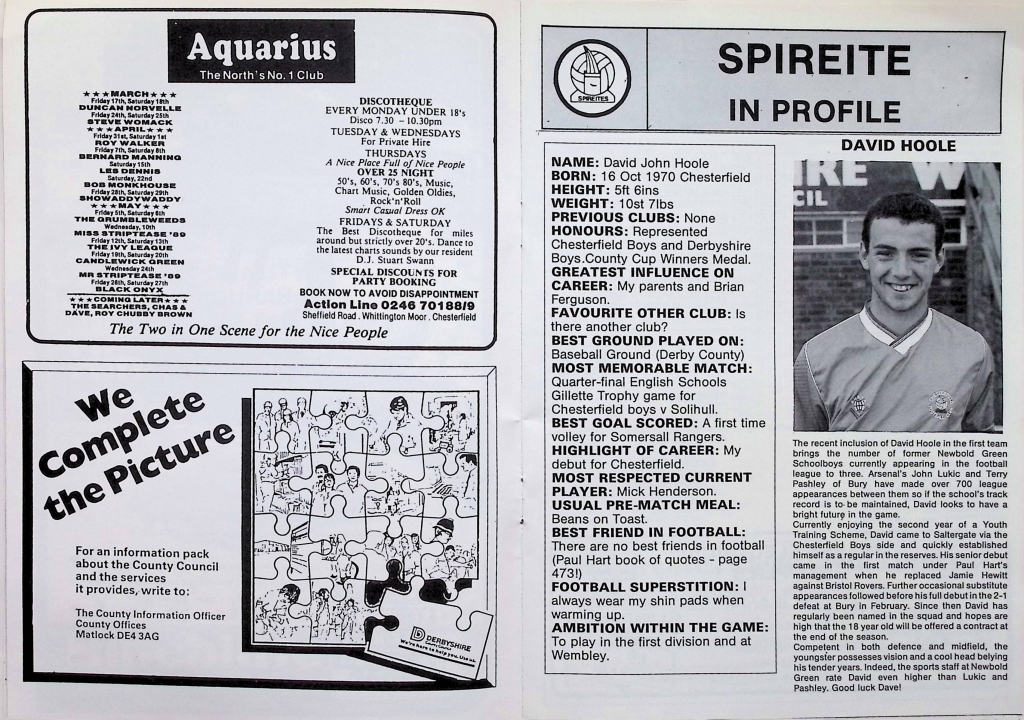 Aquarius
The North's No. 1 Club
★ ★ ★ MARCH ★ ★ ★
Friday 17th, Saturday 18th
DUNCAN NORVELLE
Friday 24th, Saturday 25th
STEVE WOMACK
★ ★ ★ APRIL ★ ★ ★
Friday 31st, Saturday 1st
ROY WALKER
Friday 7th, Saturday 8th
BERNARD MANNING
Saturday 15th
LES DENNIS
Saturday, 22nd
BOB MONKHOUSE
Friday 28th, Saturday 29th
SHOWADDYWADDY
★ ★ ★ MAY ★ ★ ★
Friday 5th, Saturday 6th
THE GRUMBLEWEEDS
Wednesday, 10th
MISS STRIPTEASE '89
Friday 12th, Saturday 13th
THE IVY LEAGUE
Friday 19th, Saturday 20th
CANDLEWICK GREEN
Wednesday 24th
MR STRIPTEASE '89
Friday 26th, Saturday 27th
BLACK ONYX
★ ★ ★ COMING LATER ★ ★ ★
THE SEARCHERS, CHAS &
DAVE, ROY CHUBBY BROWN
DISCOTHEQUE
EVERY MONDAY UNDER 18's
Disco 7.30 – 10.30pm
TUESDAY & WEDNESDAYS
For Private Hire
THURSDAYS
A Nice Place Full of Nice People
OVER 25 NIGHT
50's, 60's, 70's 80's, Music,
Chart Music, Golden Oldies,
Rock'n'Roll
Smart Casual Dress OK
FRIDAYS & SATURDAY
The Best Discotheque for miles
around but strictly over 20's. Dance to
the latest charts sounds by our resident
D.J. Stuart Swann
SPECIAL DISCOUNTS FOR
PARTY BOOKING
BOOK NOW TO AVOID DISAPPOINTMENT
Action Line 0246 70188/9
Sheffield Road . Whittington Moor . Chesterfield
The Two in One Scene for the Nice People
We
Complete
the Picture
For an information pack
about the County Council
and the services
it provides, write to:
The County Information Officer
County Offices
Matlock DE4 3AG
DERBYSHIRE
County Council
We're here to help you. Use us.
SPIREITES
SPIREITE
IN PROFILE
DAVID HOOLE
NAME: David John Hoole
BORN: 16 Oct 1970 Chesterfield
HEIGHT: 5ft 6ins
WEIGHT: 10st 7lbs
PREVIOUS CLUBS: None
HONOURS: Represented
Chesterfield Boys and Derbyshire
Boys.County Cup Winners Medal.
GREATEST INFLUENCE ON
CAREER: My parents and Brian
Ferguson.
FAVOURITE OTHER CLUB: Is
there another club?
BEST GROUND PLAYED ON:
Baseball Ground (Derby County)
MOST MEMORABLE MATCH:
Quarter-final English Schools
Gillette Trophy game for
Chesterfield boys v Solihull.
BEST GOAL SCORED: A first time
volley for Somersall Rangers.
HIGHLIGHT OF CAREER: My
debut for Chesterfield.
MOST RESPECTED CURRENT
PLAYER: Mick Henderson.
USUAL PRE-MATCH MEAL:
Beans on Toast.
BEST FRIEND IN FOOTBALL:
There are no best friends in football
(Paul Hart book of quotes - page
473!)
FOOTBALL SUPERSTITION: I
always wear my shin pads when
warming up.
AMBITION WITHIN THE GAME:
To play in the first division and at
Wembley.
IRE W
CIL
The recent inclusion of David Hoole in the first team
brings the number of former Newbold Green
Schoolboys currently appearing in the football
league to three. Arsenal's John Lukic and Terry
Pashley of Bury have made over 700 league
appearances between them so if the school's track
record is to be maintained, David looks to have a
bright future in the game.
Currently enjoying the second year of a Youth
Training Scheme, David came to Saltergate via the
Chesterfield Boys side and quickly established
himself as a regular in the reserves. His senior debut
came in the first match under Paul Hart's
management when he replaced Jamie Hewitt
against Bristol Rovers. Further occasional substitute
appearances followed before his full debut in the 2-1
defeat at Bury in February. Since then David has
regularly been named in the squad and hopes are
high that the 18 year old will be offered a contract at
the end of the season.
Competent in both defence and midfield, the
youngster possesses vision and a cool head belying
his tender years. Indeed, the sports staff at Newbold
Green rate David even higher than Lukic and
Pashley. Good luck Dave!